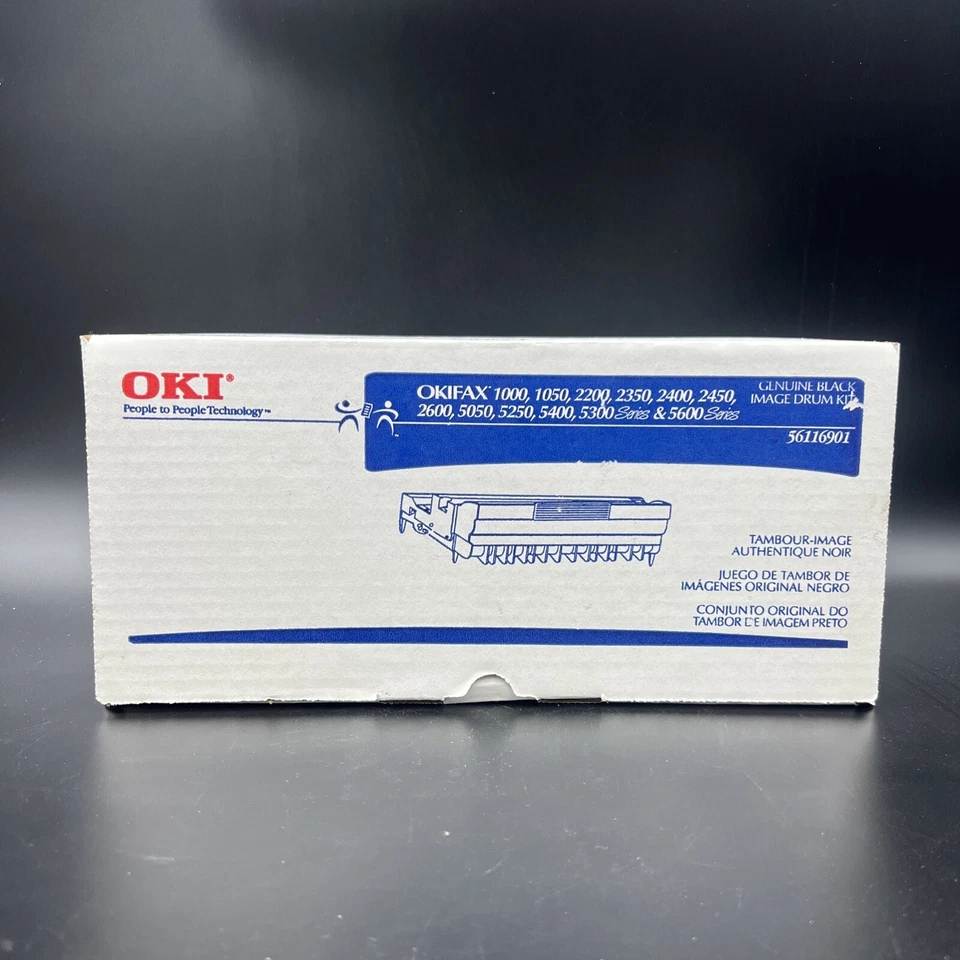 OKI®
People to People Technology™
OKIFAX™ 1000, 1050, 2200, 2350, 2400, 2450,
2600, 5050, 5250, 5400, 5300 Series & 5600 Series
GENUINE BLACK
IMAGE DRUM KIT
56116901
TAMBOUR-IMAGE
AUTHENTIQUE NOIR
JUEGO DE TAMBOR DE
IMÁGENES ORIGINAL NEGRO
CONJUNTO ORIGINAL DO
TAMBOR DE IMAGEM PRETO